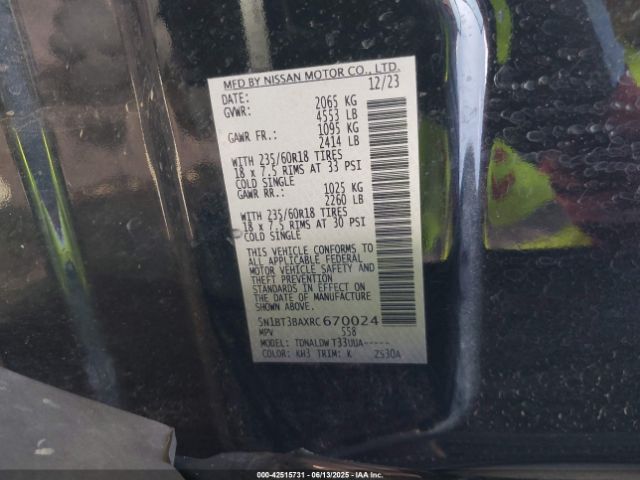 MFD BY NISSAN MOTOR CO., LTD.
DATE: 12/23
GVWR: 2065 KG
4553 LB
GAWR FR.: 1095 KG
2414 LB
WITH 235/60R18 TIRES
18 x 7.5 RIMS AT 33 PSI
COLD SINGLE
GAWR RR.: 1025 KG
2260 LB
WITH 235/60R18 TIRES
18 x 7.5 RIMS AT 30 PSI
COLD SINGLE
THIS VEHICLE CONFORMS TO
ALL APPLICABLE FEDERAL
MOTOR VEHICLE SAFETY AND
THEFT PREVENTION
STANDARDS IN EFFECT ON
THE DATE OF MANUFACTURE
SHOWN ABOVE.
5N1BT3BAXRC670024
MPV 558
MODEL: TDNALDW T33UUA-----
COLOR: KH3 TRIM: K 2S30A
000-42515731 - 06/13/2025 - IAA Inc.